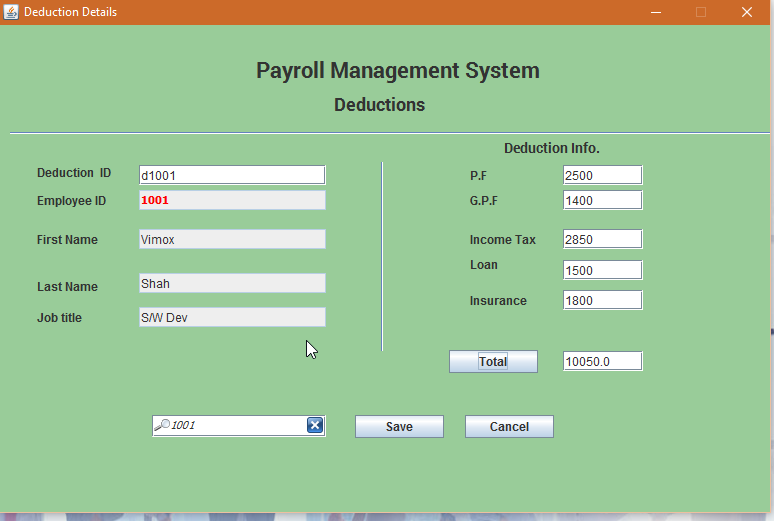 Deduction Details
Payroll Management System
Deductions
Deduction Info.
Deduction ID d1001
Employee ID 1001
First Name Vimox
Last Name Shah
Job title S/W Dev
P.F 2500
G.P.F 1400
Income Tax 2850
Loan 1500
Insurance 1800
Total 10050.0
1001 Save Cancel